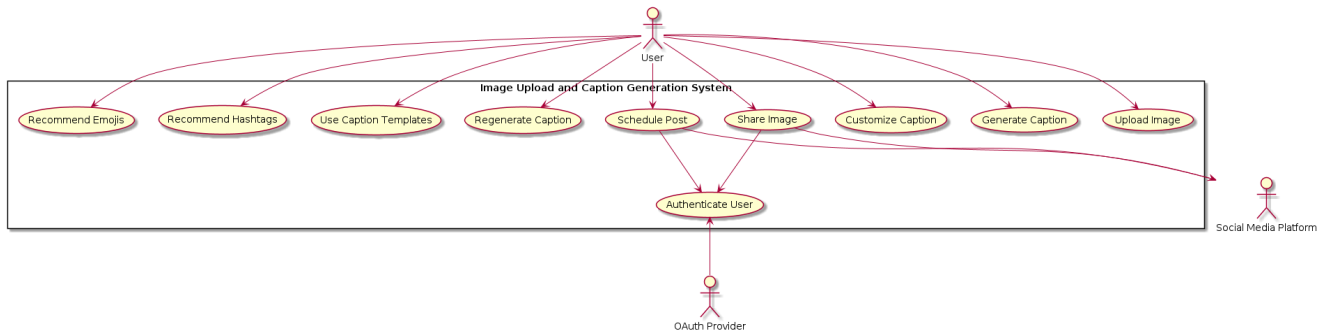 User
Image Upload and Caption Generation System
Recommend Emojis
Recommend Hashtags
Use Caption Templates
Regenerate Caption
Schedule Post
Share Image
Customize Caption
Generate Caption
Upload Image
Authenticate User
Social Media Platform
OAuth Provider